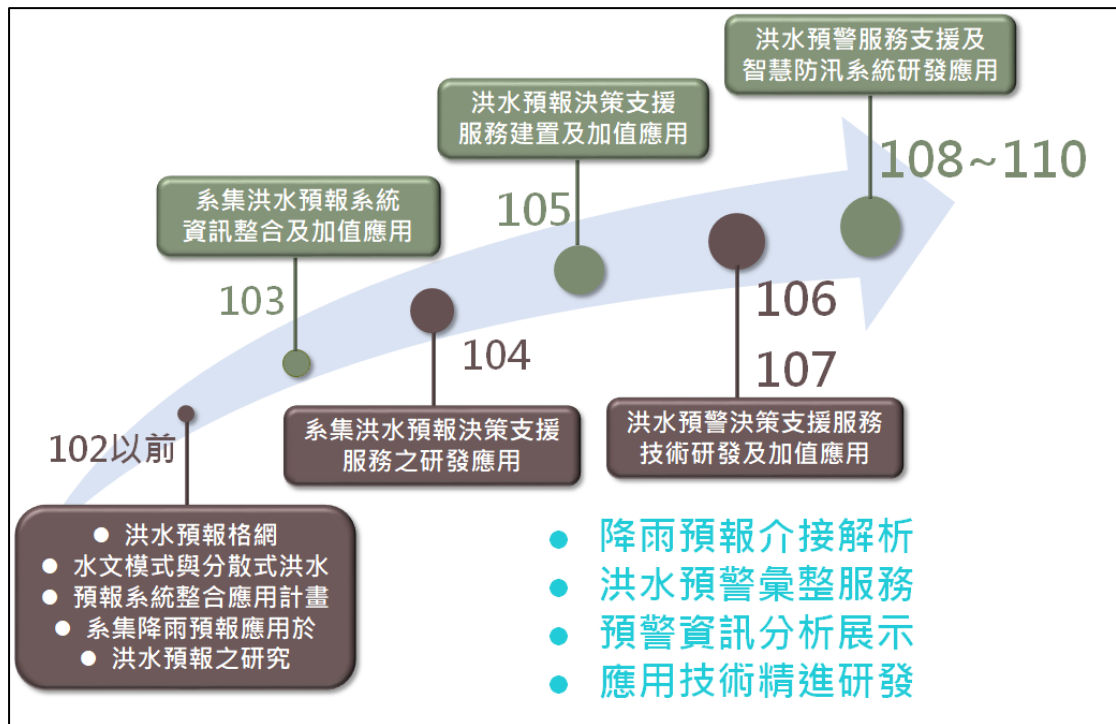 洪水預警服務支援及
智慧防汛系統研發應用
108~110
洪水預報決策支援
服務建置及加值應用
105
系集洪水預報系統
資訊整合及加值應用
103
104
系集洪水預報決策支援
服務之研發應用
106
107
洪水預警決策支援服務
技術研發及加值應用
102以前
● 洪水預報格網
● 水文模式與分散式洪水
● 預報系統整合應用計畫
● 系集降雨預報應用於
● 洪水預報之研究
● 降雨預報介接解析
● 洪水預警彙整服務
● 預警資訊分析展示
● 應用技術精進研發